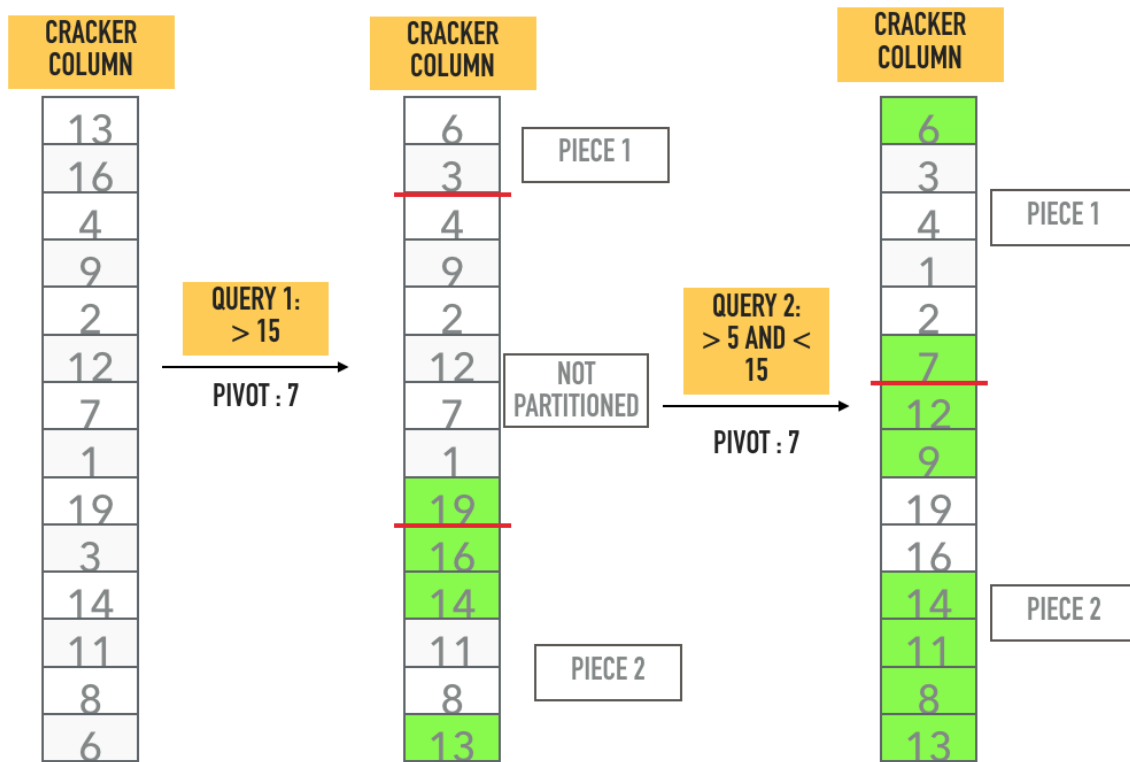 CRACKER
COLUMN
13
16
4
9
2
12
7
1
19
3
14
11
8
6
QUERY 1:
> 15
PIVOT : 7
CRACKER
COLUMN
6
3
4
9
2
12
7
1
19
16
14
11
8
13
PIECE 1
NOT
PARTITIONED
PIECE 2
QUERY 2:
> 5 AND <
15
PIVOT : 7
CRACKER
COLUMN
6
3
4
1
2
7
12
9
19
16
14
11
8
13
PIECE 1
PIECE 2